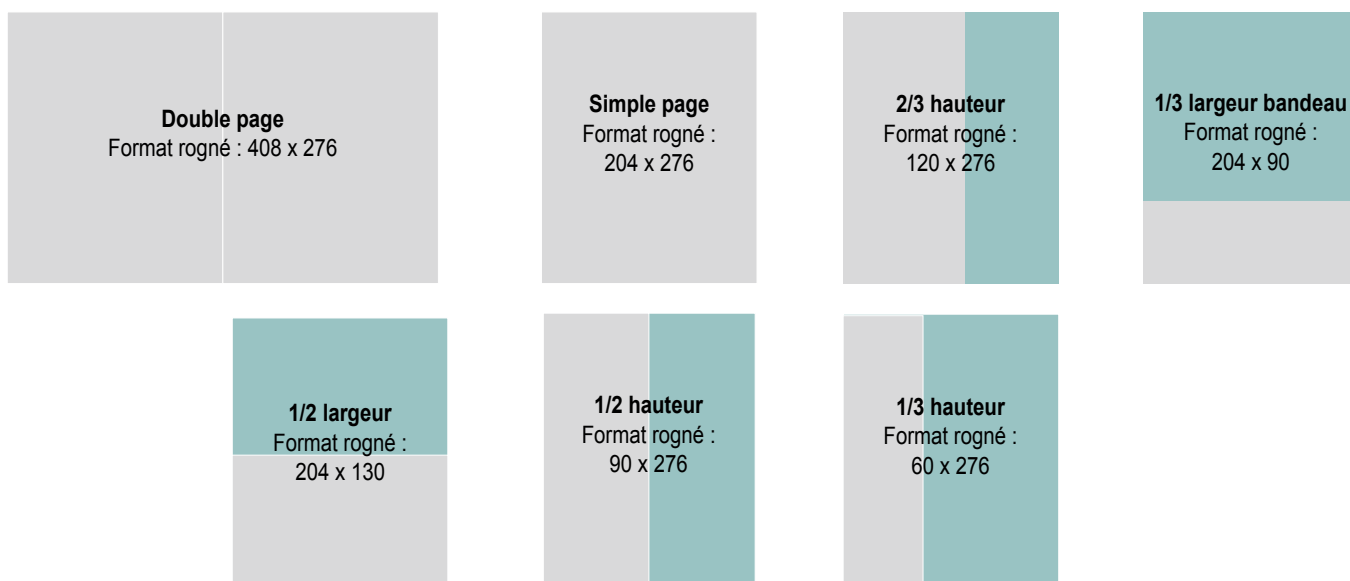 Double page
Format rogné : 408 x 276
Simple page
Format rogné :
204 x 276
2/3 hauteur
Format rogné :
120 x 276
1/3 largeur bandeau
Format rogné :
204 x 90
1/2 largeur
Format rogné :
204 x 130
1/2 hauteur
Format rogné :
90 x 276
1/3 hauteur
Format rogné :
60 x 276